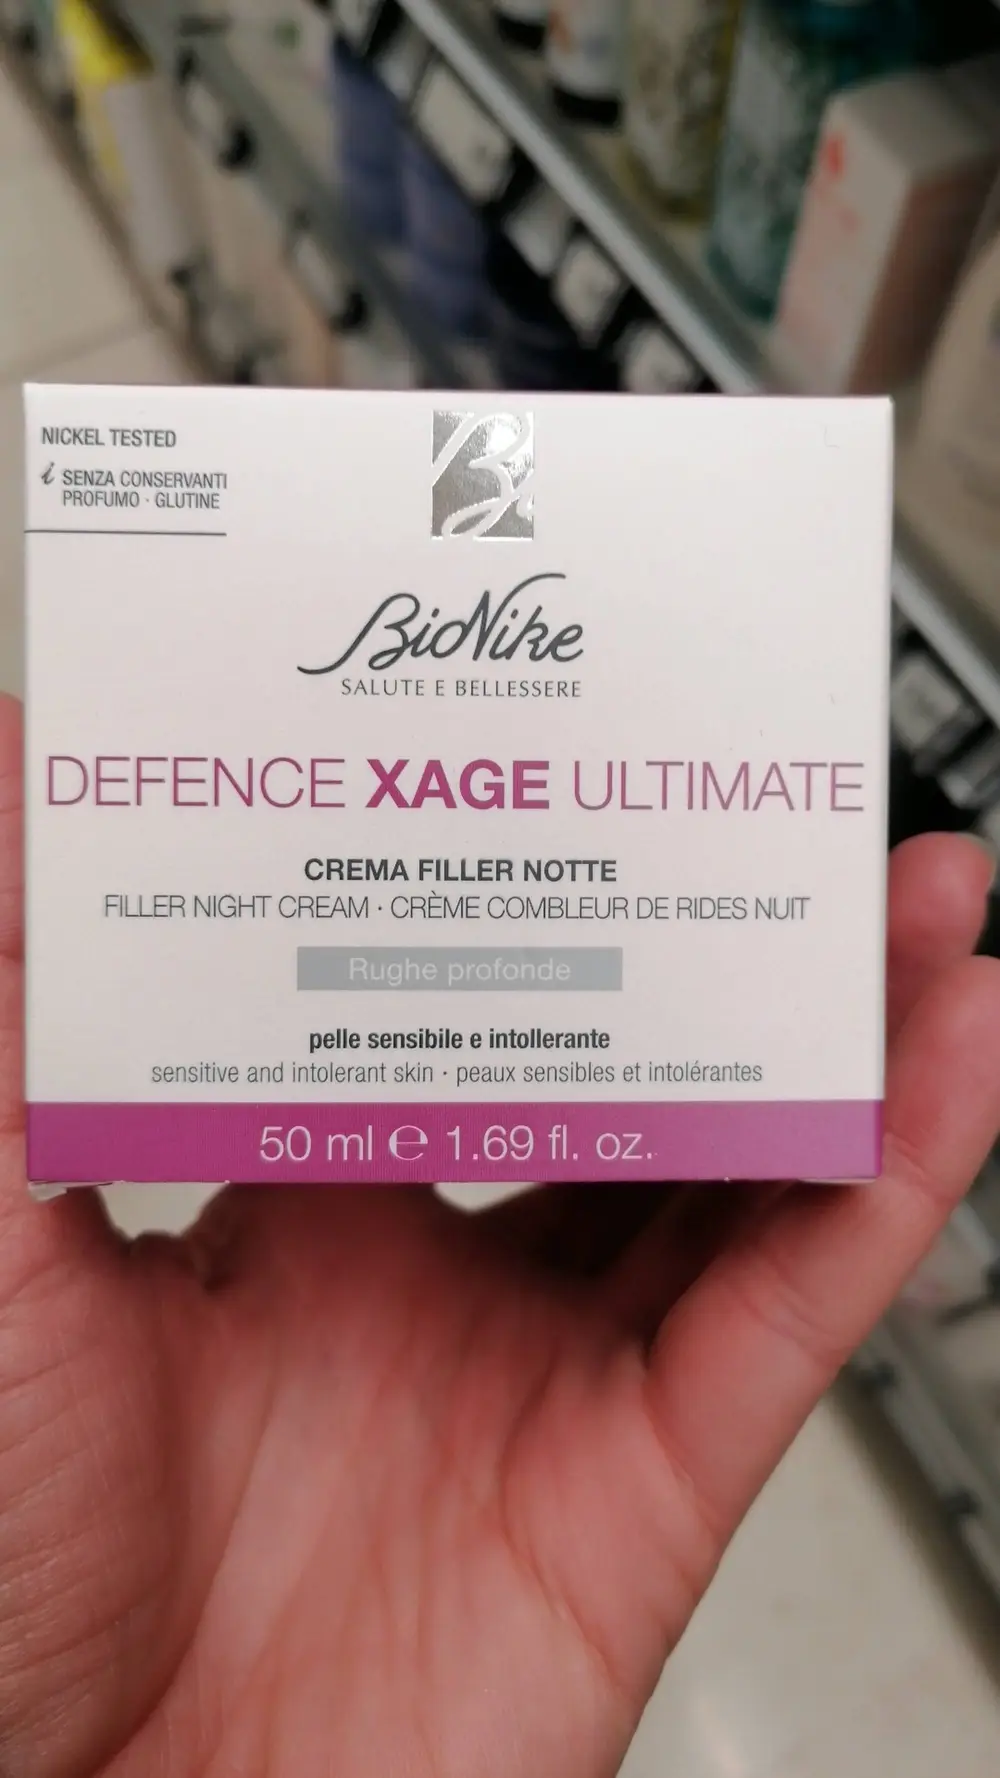 NICKEL TESTED
i SENZA CONSERVANTI
PROFUMO · GLUTINE
BioNike
SALUTE E BELLESSERE
DEFENCE XAGE ULTIMATE
CREMA FILLER NOTTE
FILLER NIGHT CREAM · CRÈME COMBLEUR DE RIDES NUIT
Rughe profonde
pelle sensibile e intollerante
sensitive and intolerant skin · peaux sensibles et intolérantes
50 ml ℮ 1.69 fl. oz.